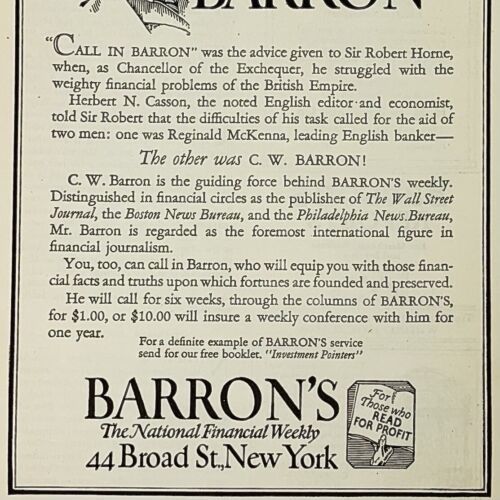 BARRON
"CALL IN BARRON" was the advice given to Sir Robert Horne,
when, as Chancellor of the Exchequer, he struggled with the
weighty financial problems of the British Empire.
Herbert N. Casson, the noted English editor and economist,
told Sir Robert that the difficulties of his task called for the aid of
two men: one was Reginald McKenna, leading English banker—
The other was C. W. BARRON!
C. W. Barron is the guiding force behind BARRON'S weekly.
Distinguished in financial circles as the publisher of The Wall Street
Journal, the Boston News Bureau, and the Philadelphia News Bureau,
Mr. Barron is regarded as the foremost international figure in
financial journalism.
You, too, can call in Barron, who will equip you with those finan-
cial facts and truths upon which fortunes are founded and preserved.
He will call for six weeks, through the columns of BARRON'S,
for $1.00, or $10.00 will insure a weekly conference with him for
one year.
For a definite example of BARRON'S service
send for our free booklet. "Investment Pointers"
BARRON'S
The National Financial Weekly
44 Broad St., New York
For
Those who
READ
FOR PROFIT